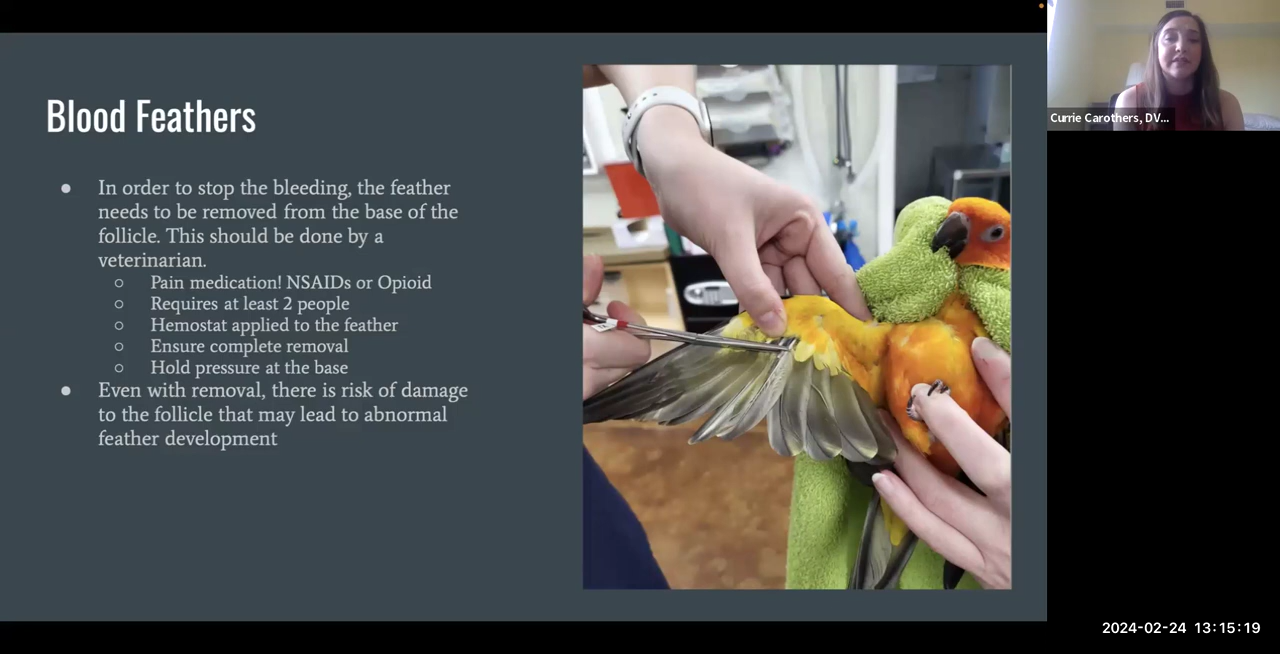 Blood Feathers
● In order to stop the bleeding, the feather
needs to be removed from the base of the
follicle. This should be done by a
veterinarian.
○ Pain medication! NSAIDs or Opioid
○ Requires at least 2 people
○ Hemostat applied to the feather
○ Ensure complete removal
○ Hold pressure at the base
● Even with removal, there is risk of damage
to the follicle that may lead to abnormal
feather development
Currie Carothers, DV...
2024-02-24 13:15:19